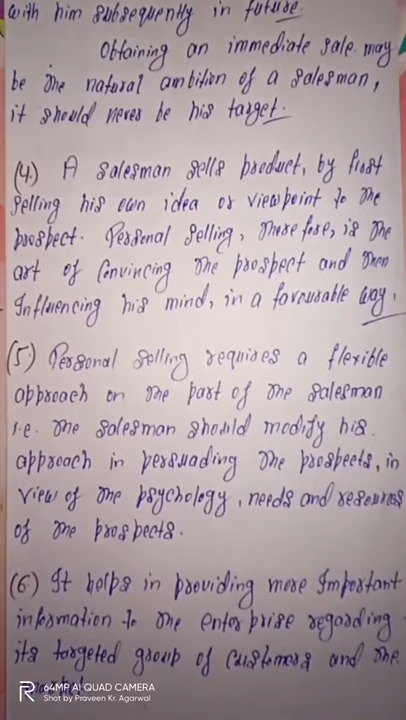 with him subsequently in future.
Obtaining an immediate sale may
be the natural ambition of a salesman,
it should never be his target.
(4.) A salesman sells product, by first
selling his own idea or viewpoint to the
prospect. Personal selling, therefore, is the
art of convincing the prospect and then
Influencing his mind, in a favourable way.
(5.) Personal selling requires a flexible
approach on the part of the salesman
i.e. the salesman should modify his
approach in persuading the prospects, in
view of the psychology, needs and resources
of the prospects.
(6) It helps in providing more Important
information to the enterprise regarding
its targeted group of customers and the
64MP AI QUAD CAMERA
Shot by Praveen Kr. Agarwal